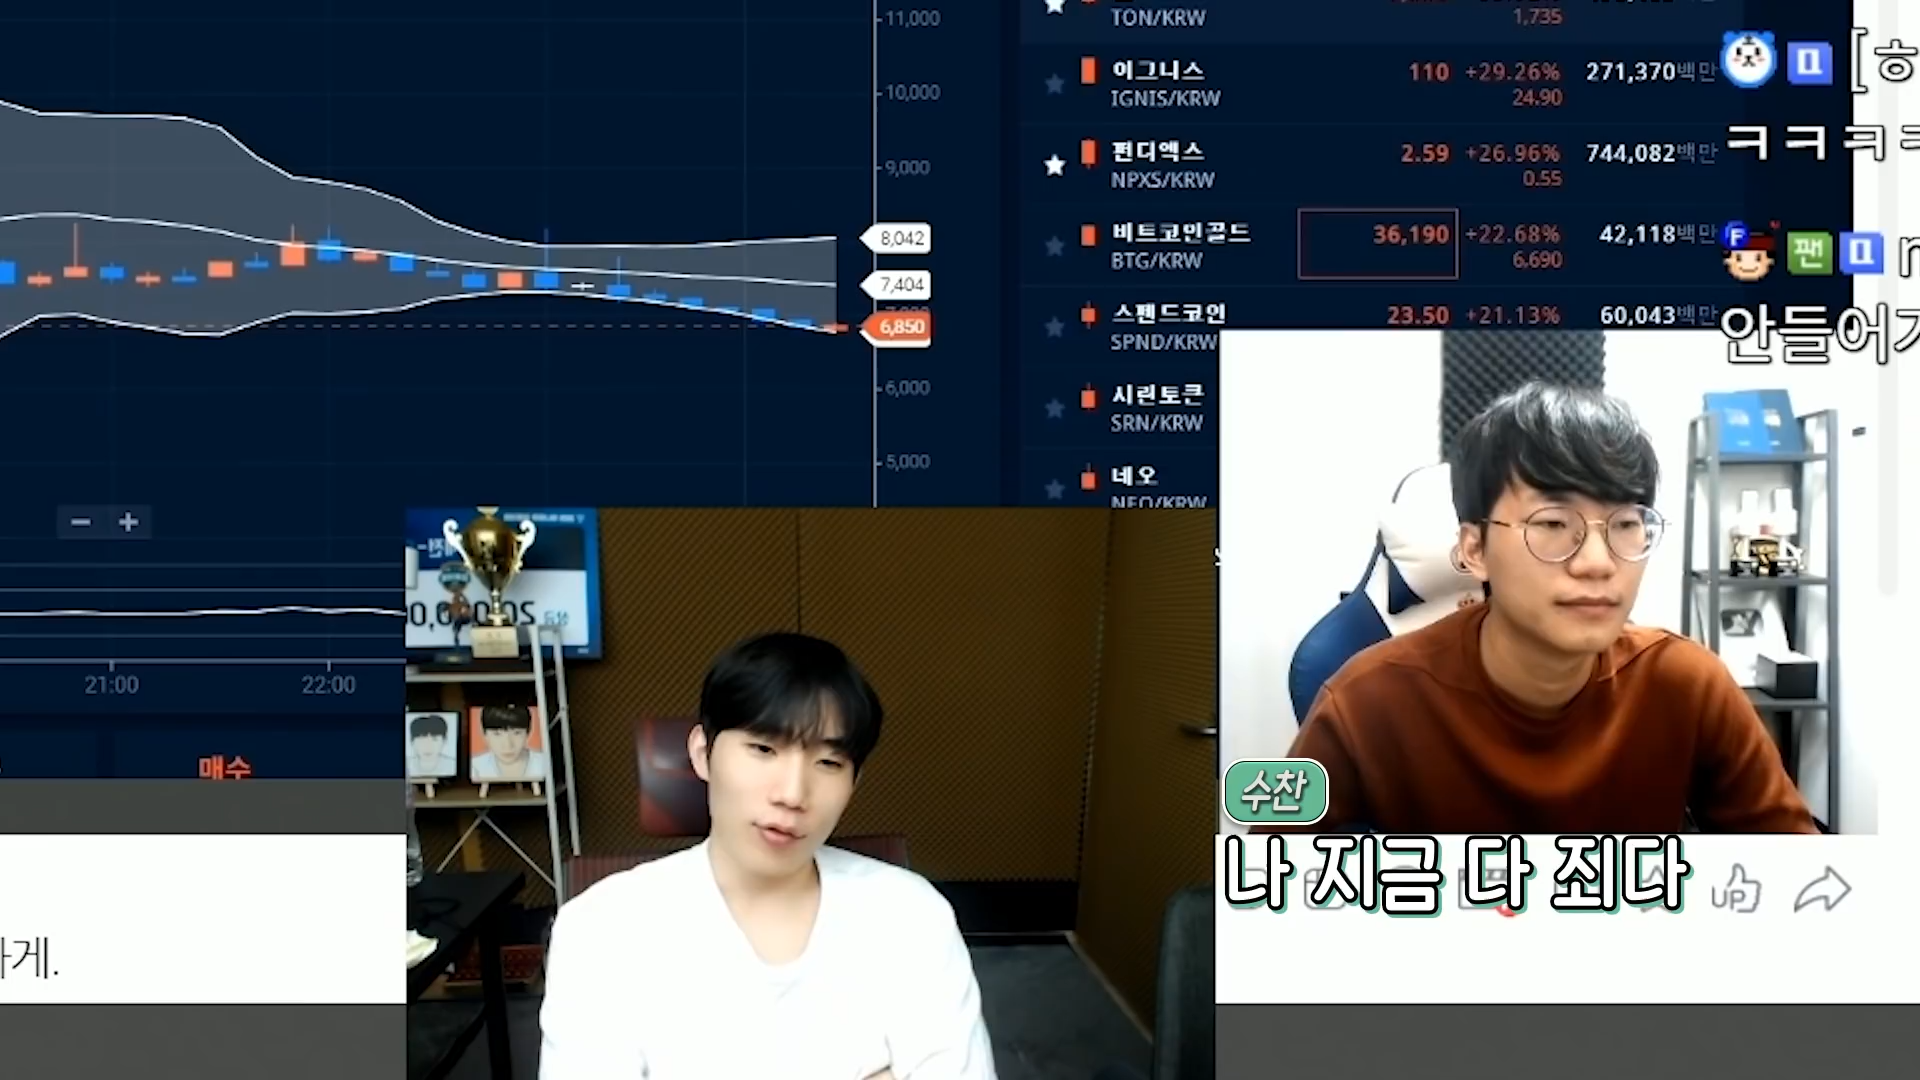 11,000
10,000
9,000
8,042
7,404
6,850
6,000
5,000
21:00
22:00
매수
TON/KRW
1,735
이그니스 110 +29.26% 271,370백만
IGNIS/KRW 24.90
펀디엑스 2.59 +26.96% 744,082백만
NPXS/KRW 0.55
비트코인골드 36,190 +22.68% 42,118백만
BTG/KRW 6,690
스펜드코인 23.50 +21.13% 60,043백만
SPND/KRW
시린토큰
SRN/KRW
네오
NEO/KRW
[ㅎ
ㅋㅋㅋㅋ
F 팬
안들어가
수찬
나 지금 다 죄다
UP
하게.